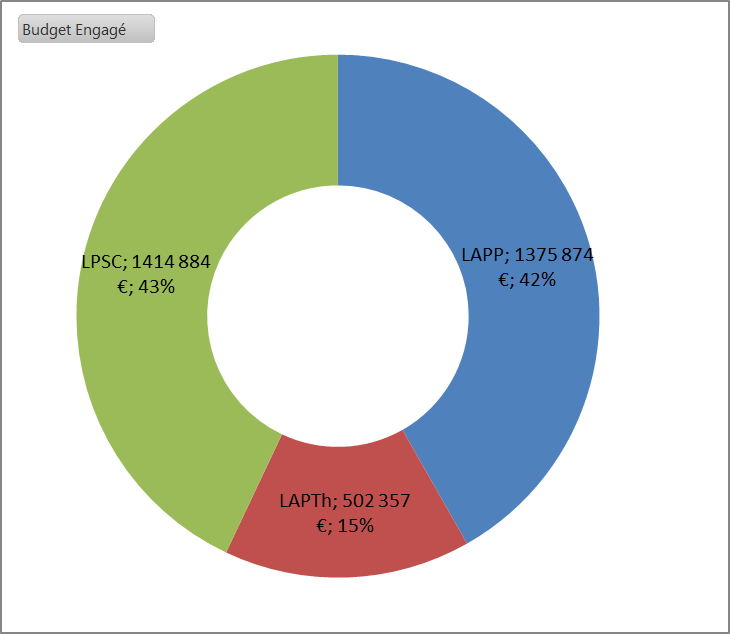 Budget Engagé
LAPP; 1375 874
€; 42%
LPSC; 1414 884
€; 43%
LAPTh; 502 357
€; 15%